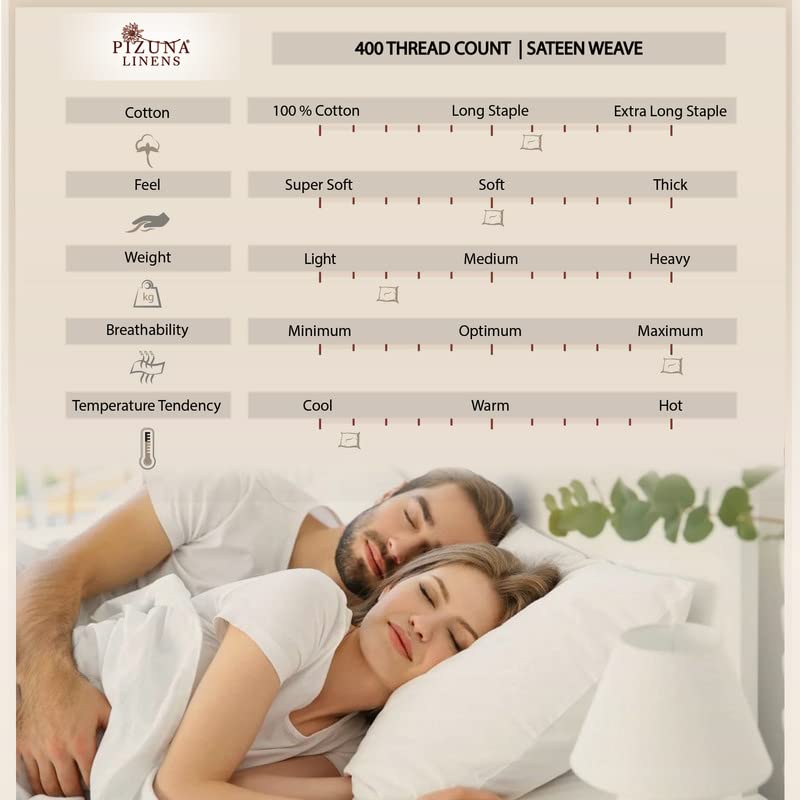 PIZUNA®
LINENS
400 THREAD COUNT | SATEEN WEAVE
Cotton
100 % Cotton Long Staple Extra Long Staple
Feel
Super Soft Soft Thick
Weight
kg
Light Medium Heavy
Breathability
Minimum Optimum Maximum
Temperature Tendency
Cool Warm Hot